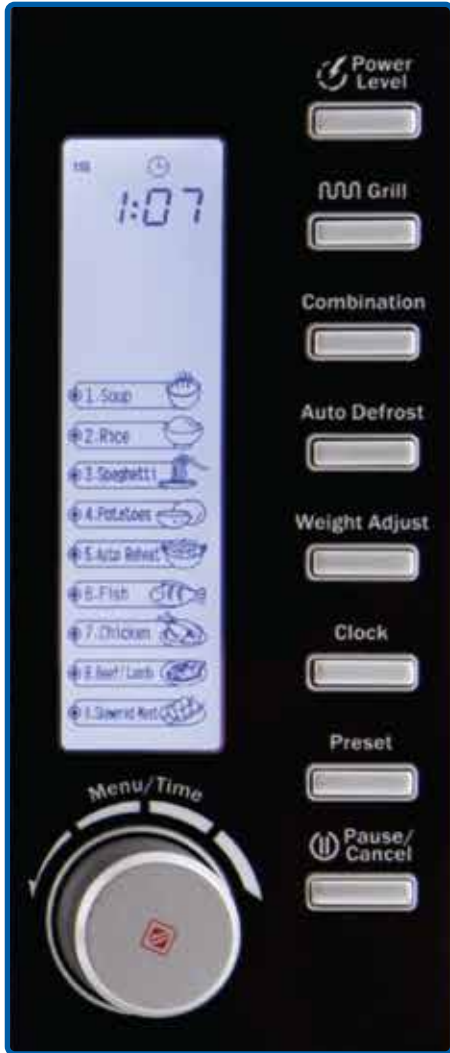 Power
Level
Grill
1:07
Combination
1. Soup
2. Rice
Auto Defrost
3. Spaghetti
4. Potatoes
Weight Adjust
5. Auto Reheat
6. Fish
7. Chicken
Clock
8. Beef/Lamb
Preset
Menu/Time
Pause/
Cancel